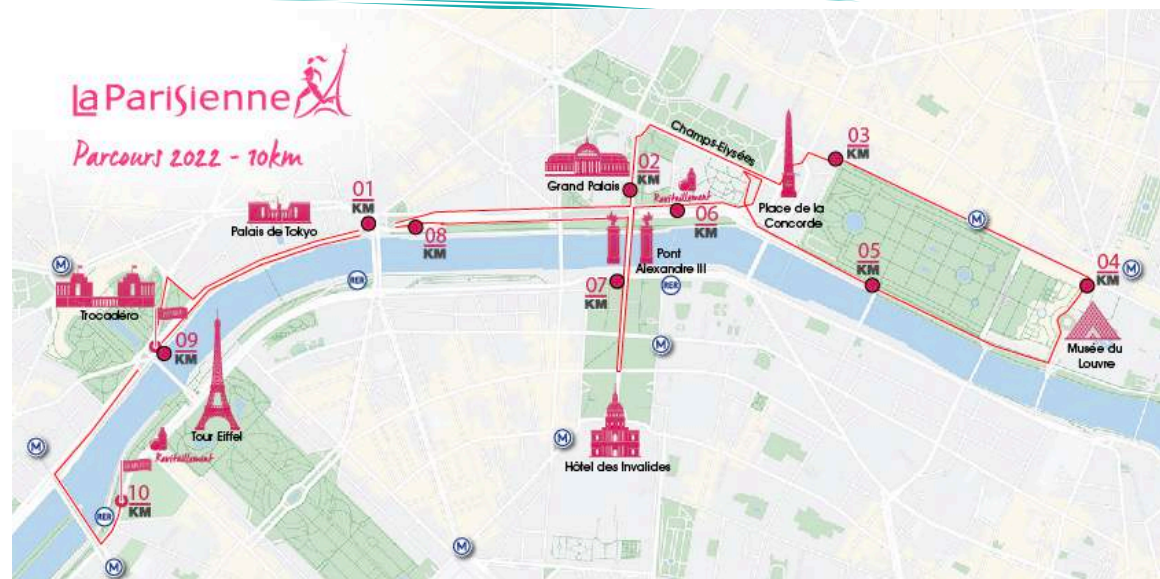 La Parisienne
Parcours 2022 - 10km
Champs-Elysées
03
KM
02
KM
Grand Palais
Ravitaillement
01
KM
Palais de Tokyo
06
KM
Place de la
Concorde
08
KM
Pont
Alexandre III
M
M
M
RER
RER
07
KM
05
KM
04
KM
Trocadéro
Musée du
Louvre
09
KM
M
Tour Eiffel
M
M
M
Ravitaillement
Hôtel des Invalides
10
KM
RER
M
M